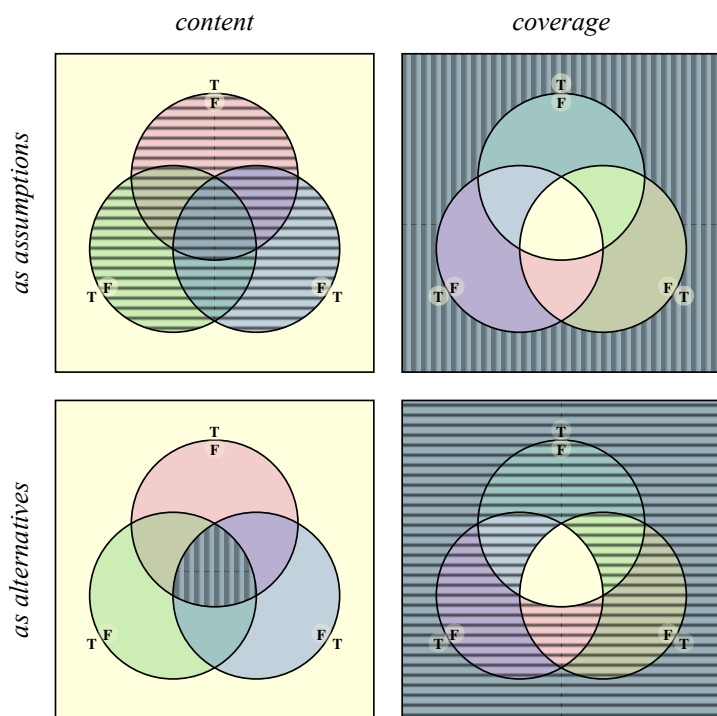 content coverage
as assumptions
T T
F F
F F F F
T T T T
as alternatives
T T
F F
F F F F
T T T T